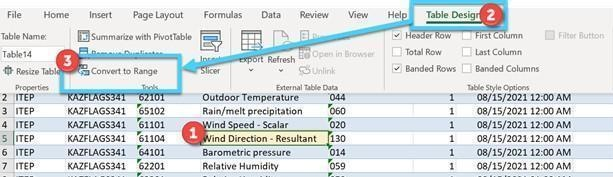 File Home Insert Page Layout Formulas Data Review View Help Table Design 2
Name: Summarize with PivotTable Header Row First Column Filter Button
Table14 3 Remove Duplicates Insert Slicer Export Refresh Open in Browser Total Row Last Column
Resize Table Convert to Range Unlink Banded Rows Banded Columns
Properties Tools External Table Data Table Style Options
2 ITEP KAZFLAGS341 62101 Outdoor Temperature 044 1 08/15/2021 12:00 AM
3 ITEP KAZFLAGS341 65102 Rain/melt precipitation 060 1 08/15/2021 12:00 AM
4 ITEP KAZFLAGS341 61101 1 Wind Speed - Scalar 020 1 08/15/2021 12:00 AM
5 ITEP KAZFLAGS341 61104 Wind Direction - Resultant 130 1 08/15/2021 12:00 AM
6 ITEP KAZFLAGS341 64101 Barometric pressure 014 1 08/15/2021 12:00 AM
7 ITEP KAZFLAGS341 62201 Relative Humidity 059 1 08/15/2021 12:00 AM